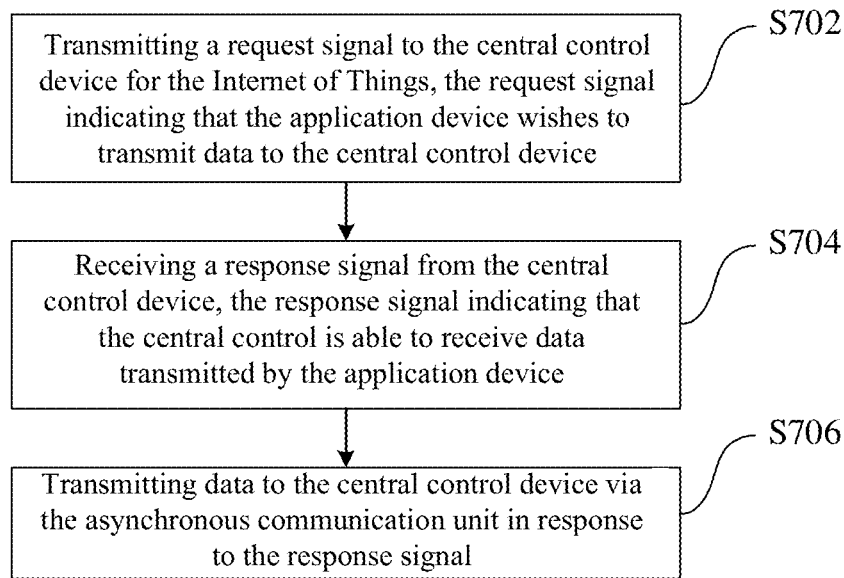 S702
Transmitting a request signal to the central control
device for the Internet of Things, the request signal
indicating that the application device wishes to
transmit data to the central control device
S704
Receiving a response signal from the central
control device, the response signal indicating that
the central control is able to receive data
transmitted by the application device
S706
Transmitting data to the central control device via
the asynchronous communication unit in response
to the response signal